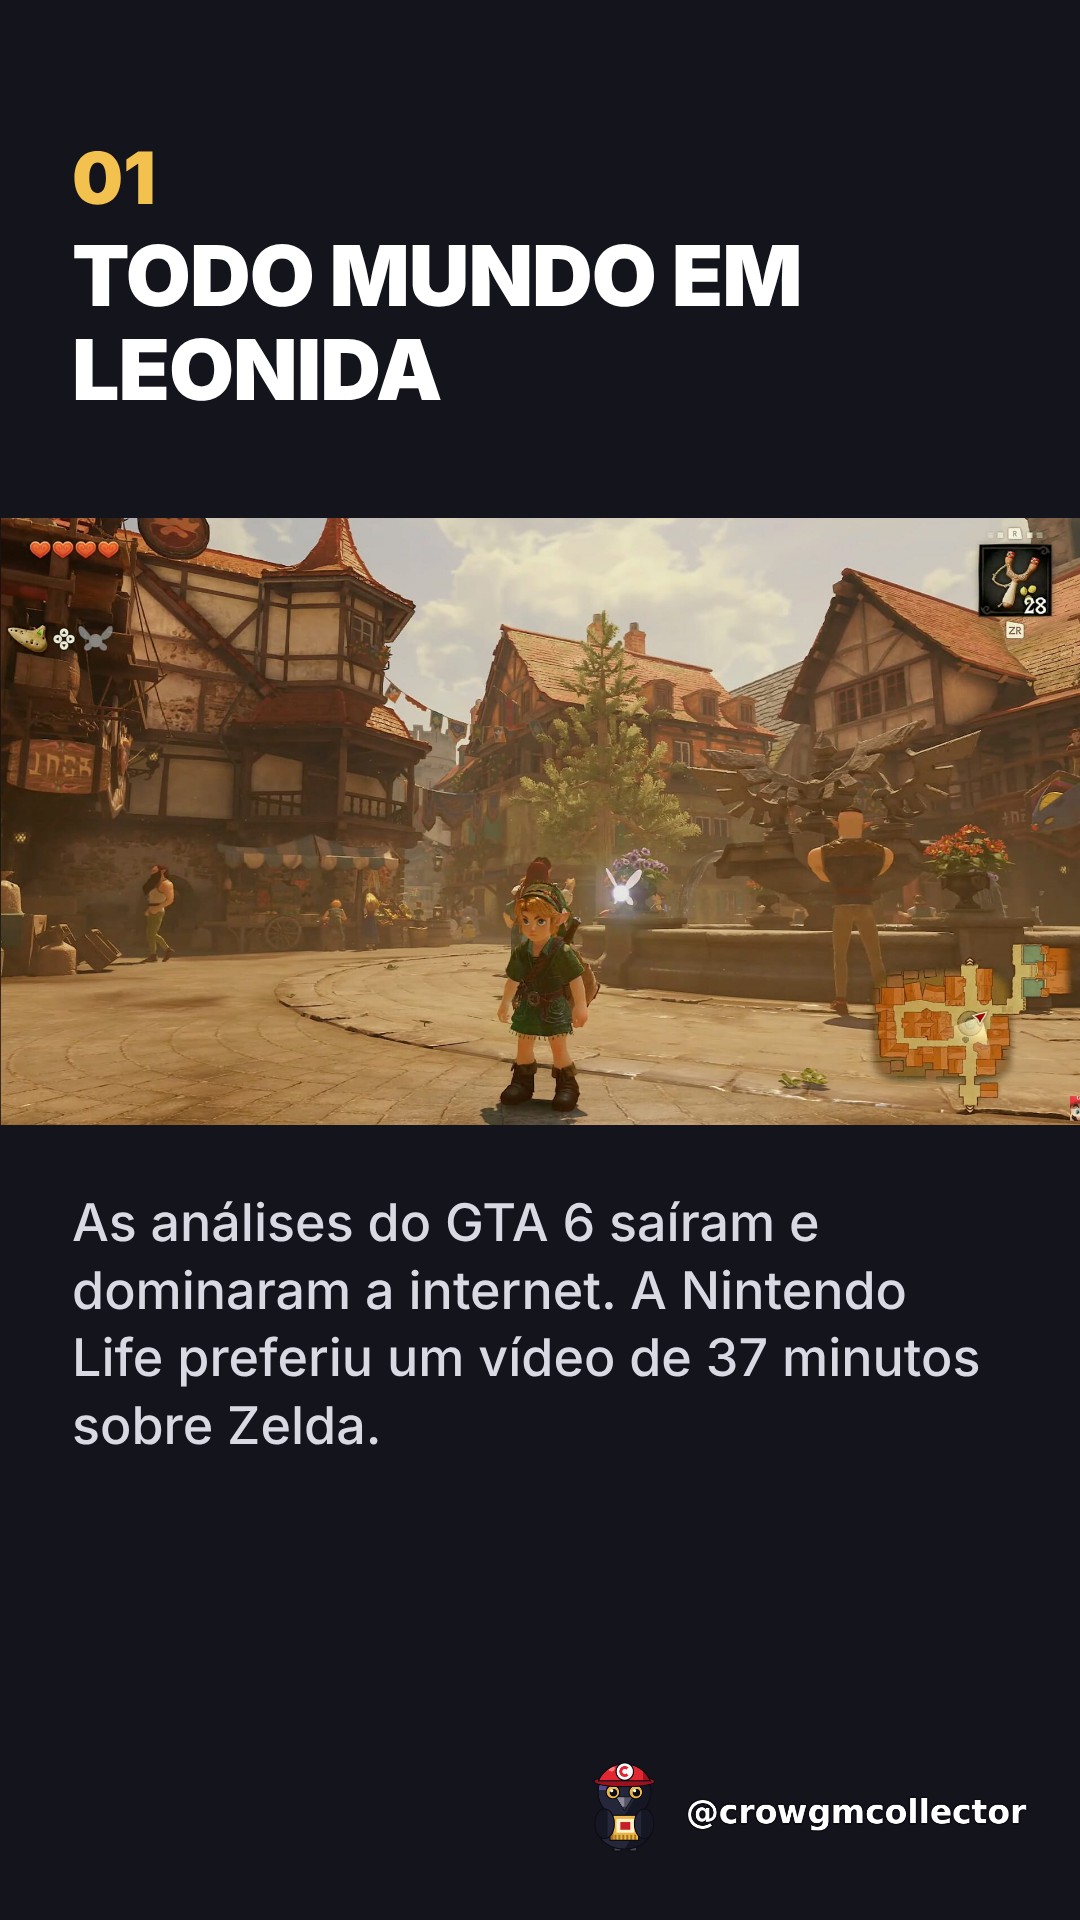 01
TODO MUNDO EM
LEONIDA
R
28
ZR
As análises do GTA 6 saíram e
dominaram a internet. A Nintendo
Life preferiu um vídeo de 37 minutos
sobre Zelda.
C
@crowgmcollector